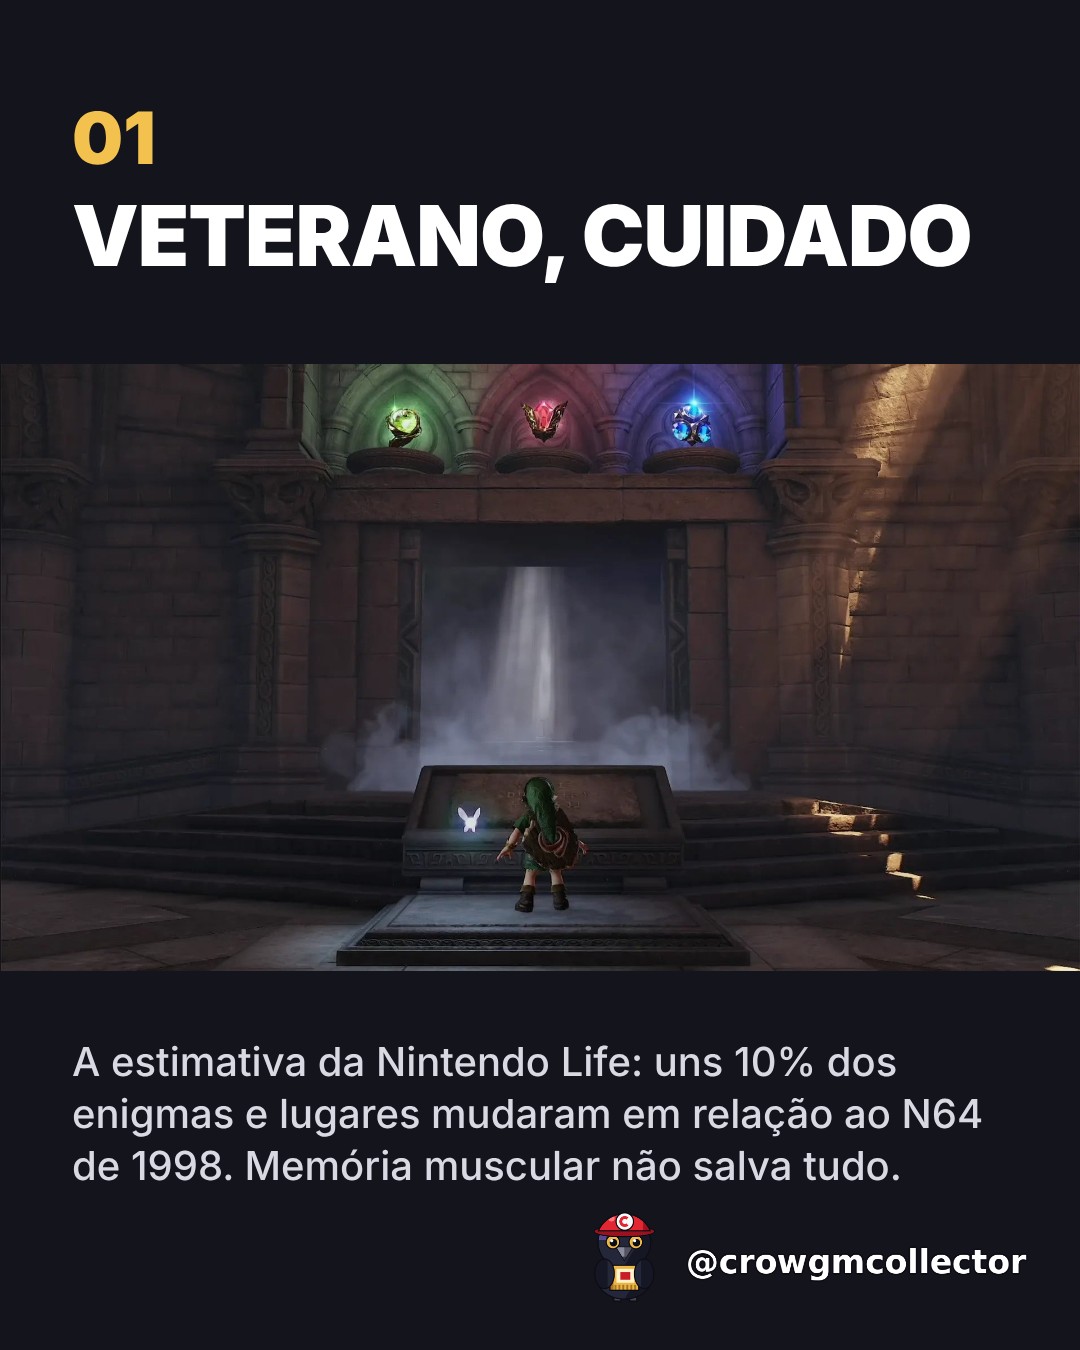 01
VETERANO, CUIDADO
A estimativa da Nintendo Life: uns 10% dos
enigmas e lugares mudaram em relação ao N64
de 1998. Memória muscular não salva tudo.
C
@crowgmcollector